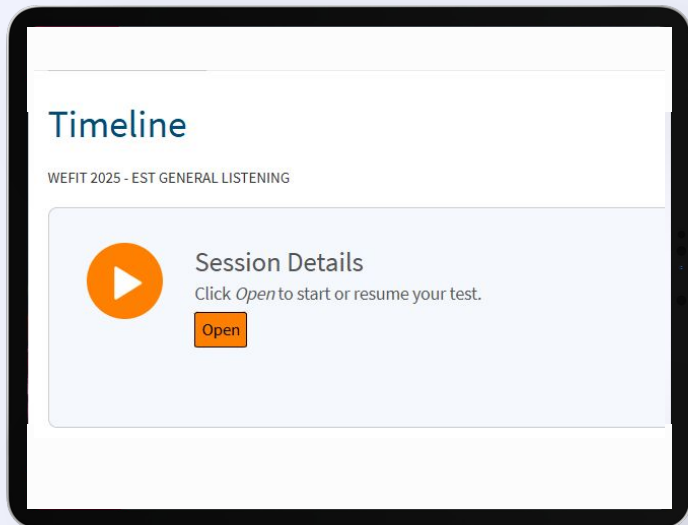 Timeline
WEFIT 2025 - EST GENERAL LISTENING
Session Details
Click Open to start or resume your test.
Open